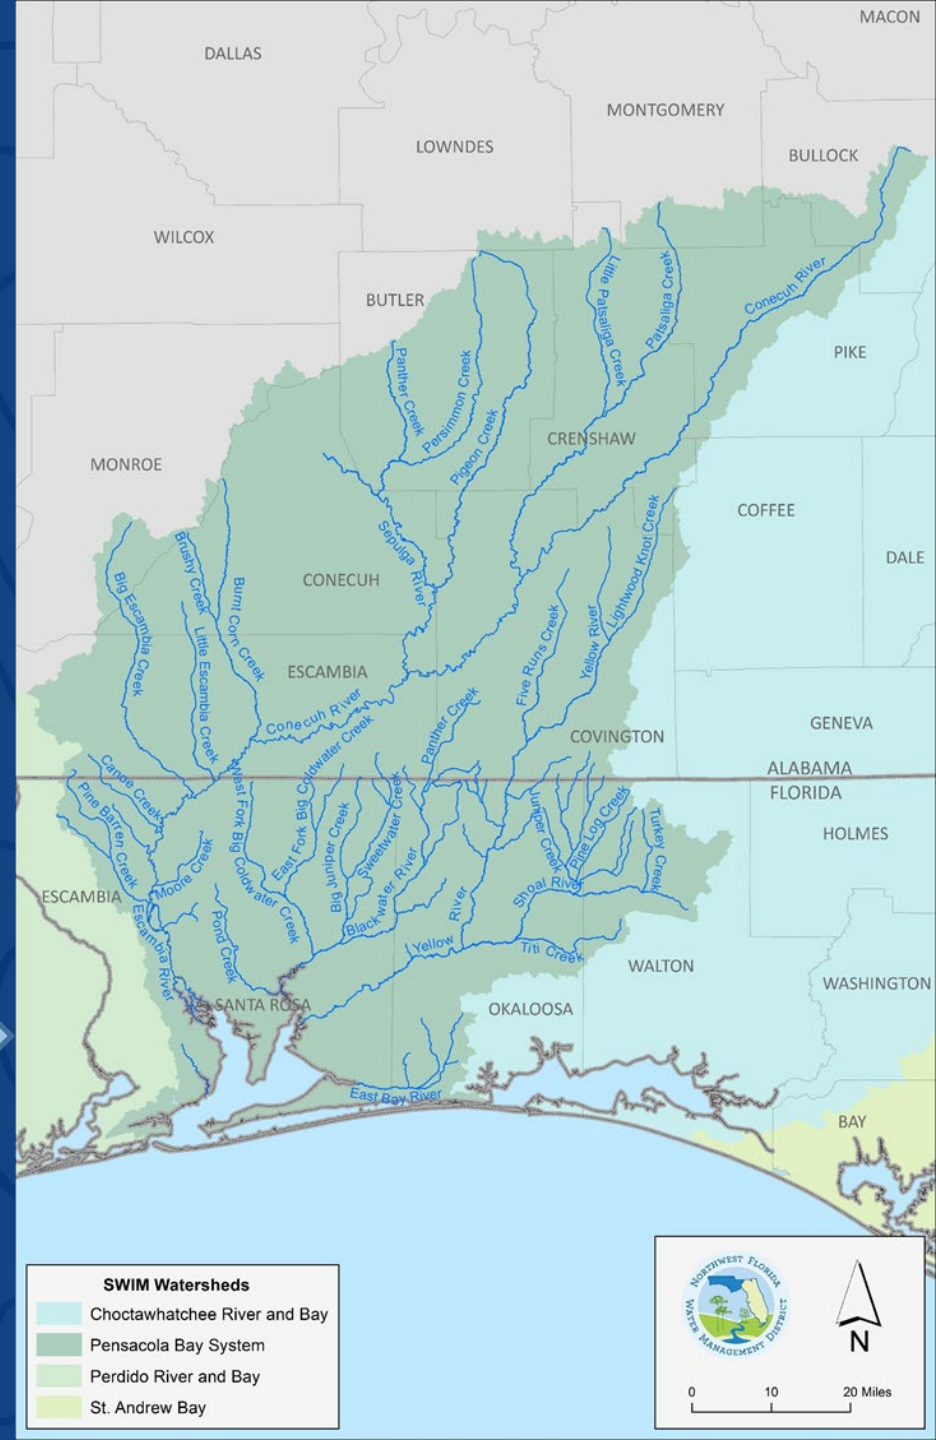 MACON
DALLAS
MONTGOMERY
LOWNDES
BULLOCK
WILCOX
BUTLER
Little Patsaliga Creek
Patsaliga Creek
Conecuh River
PIKE
Panther Creek
Persimmon Creek
Pigeon Creek
CRENSHAW
MONROE
COFFEE
DALE
Sepulga River
Lightwood Knot Creek
Big Escambia Creek
Brushy Creek
Burnt Corn Creek
Little Escambia Creek
CONECUH
Five Runs Creek
Yellow River
ESCAMBIA
Conecuh River
Panther Creek
COVINGTON
GENEVA
ALABAMA
FLORIDA
Canoe Creek
Pine Barren Creek
West Fork Big Coldwater Creek
East Fork Big Coldwater Creek
Big Juniper Creek
Sweetwater Creek
Juniper Creek
Pine Log Creek
Turkey Creek
HOLMES
Moore Creek
ESCAMBIA
Escambia River
Pond Creek
Blackwater River
Yellow River
Shoal River
Titi Creek
WALTON
WASHINGTON
SANTA ROSA
OKALOOSA
East Bay River
BAY
SWIM Watersheds
Choctawhatchee River and Bay
Pensacola Bay System
Perdido River and Bay
St. Andrew Bay
NORTHWEST FLORIDA
WATER MANAGEMENT DISTRICT
N
0 10 20 Miles